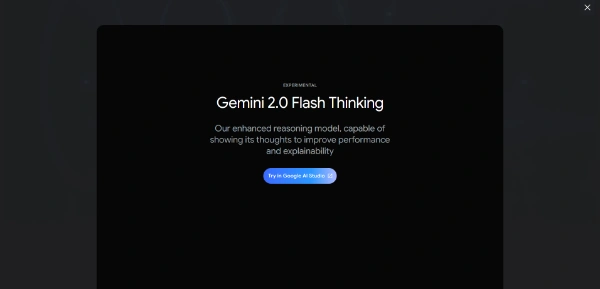 EXPERIMENTAL
Gemini 2.0 Flash Thinking
Our enhanced reasoning model, capable of
showing its thoughts to improve performance
and explainability
Try in Google AI Studio